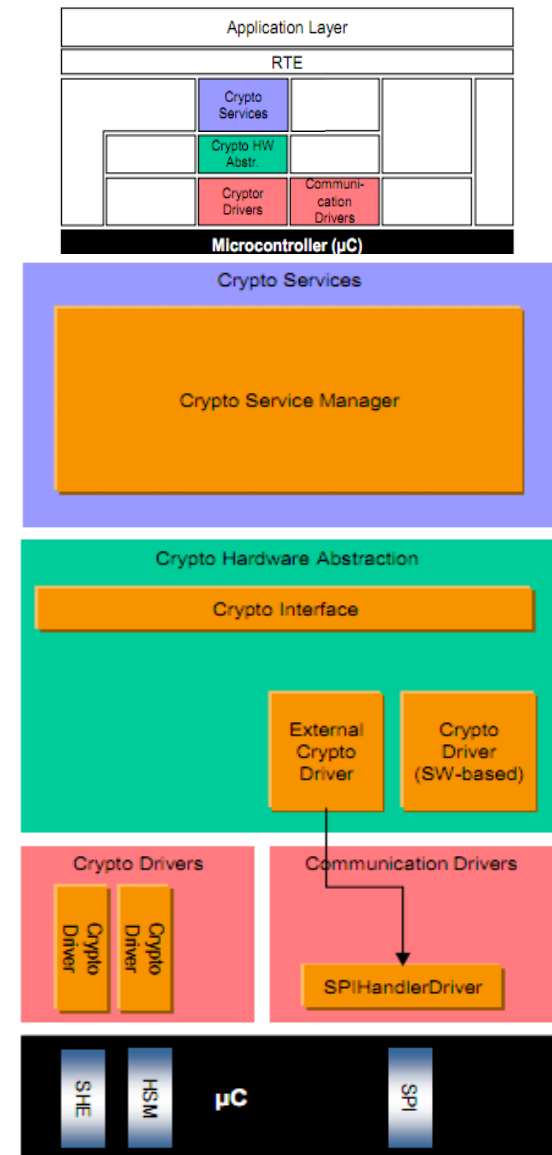 Application Layer
RTE
Crypto
Services
Crypto HW
Abstr.
Cryptor
Drivers
Communi-
cation
Drivers
Microcontroller (µC)
Crypto Services
Crypto Service Manager
Crypto Hardware Abstraction
Crypto Interface
External
Crypto
Driver
Crypto
Driver
(SW-based)
Crypto Drivers
Crypto
Driver
Crypto
Driver
Communication Drivers
SPIHandlerDriver
SHE
HSM
µC
SPI